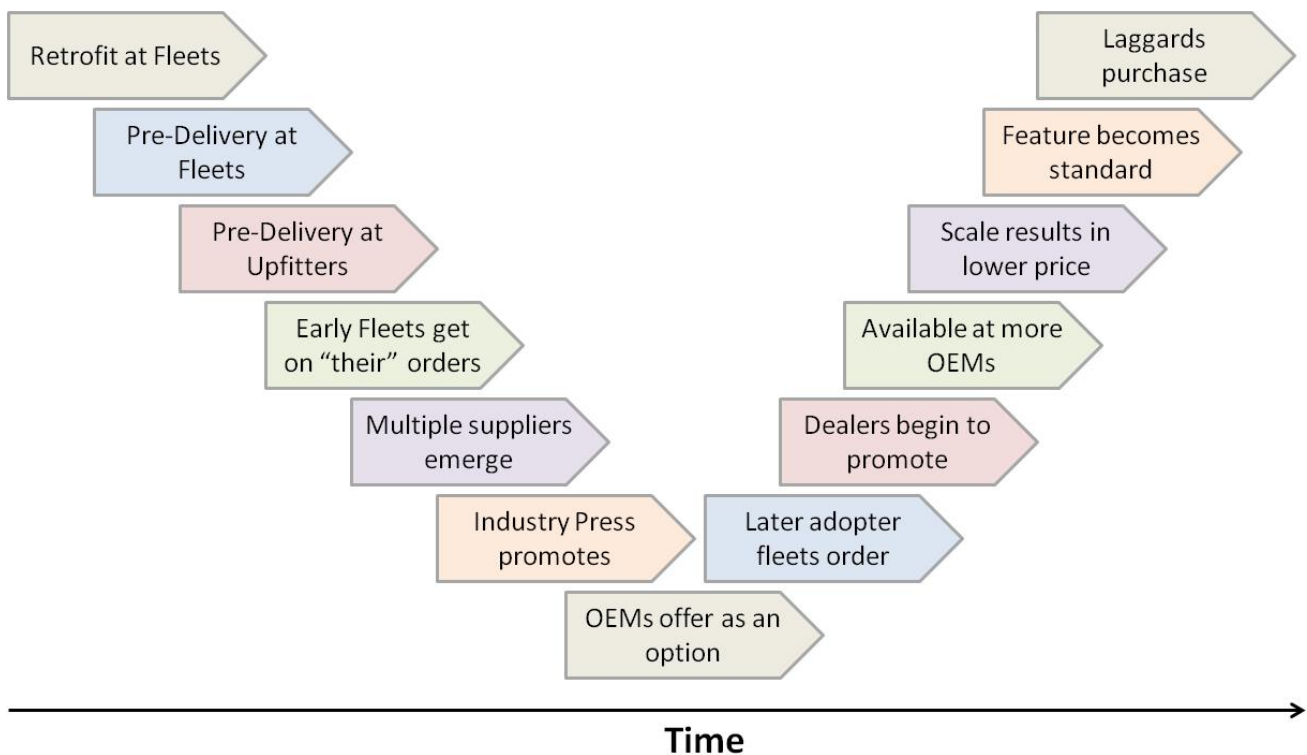 Retrofit at Fleets
Pre-Delivery at
Fleets
Pre-Delivery at
Upfitters
Early Fleets get
on “their” orders
Multiple suppliers
emerge
Industry Press
promotes
OEMs offer as an
option
Later adopter
fleets order
Dealers begin to
promote
Available at more
OEMs
Scale results in
lower price
Feature becomes
standard
Laggards
purchase
Time